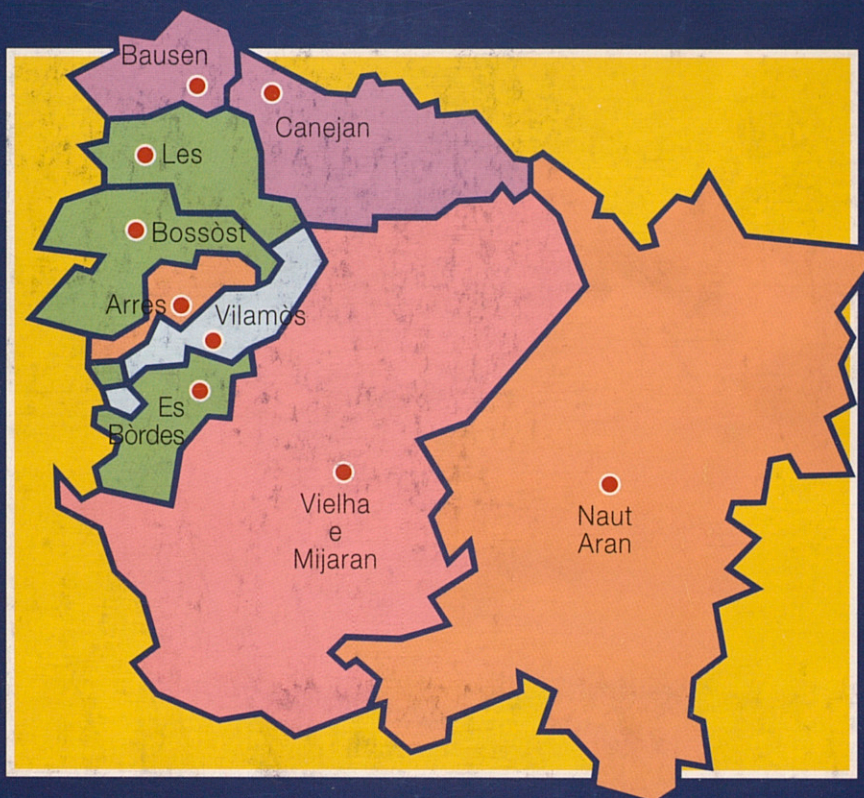 Bausen
Canejan
Les
Bossòst
Arres
Vilamòs
Es
Bòrdes
Vielha
e
Mijaran
Naut
Aran